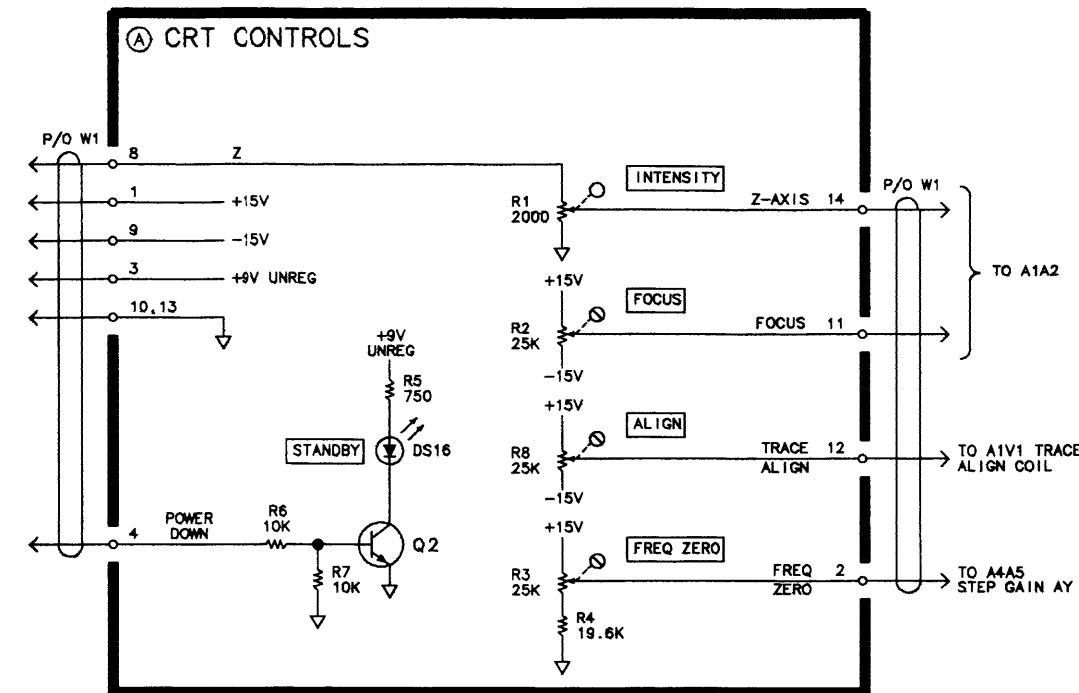 A CRT CONTROLS
P/O W1
8 Z
1 +15V
9 -15V
3 +9V UNREG
10,13
R1
2000
INTENSITY
Z-AXIS 14
P/O W1
TO A1A2
+15V
FOCUS
R2
25K
FOCUS 11
-15V
+9V
UNREG
R5
750
STANDBY
DS16
+15V
ALIGN
R8
25K
TRACE 12
ALIGN
TO A1V1 TRACE
ALIGN COIL
-15V
4 POWER
DOWN
R6
10K
R7
10K
Q2
+15V
FREQ ZERO
R3
25K
FREQ 2
ZERO
TO A4A5
STEP GAIN AY
R4
19.6K